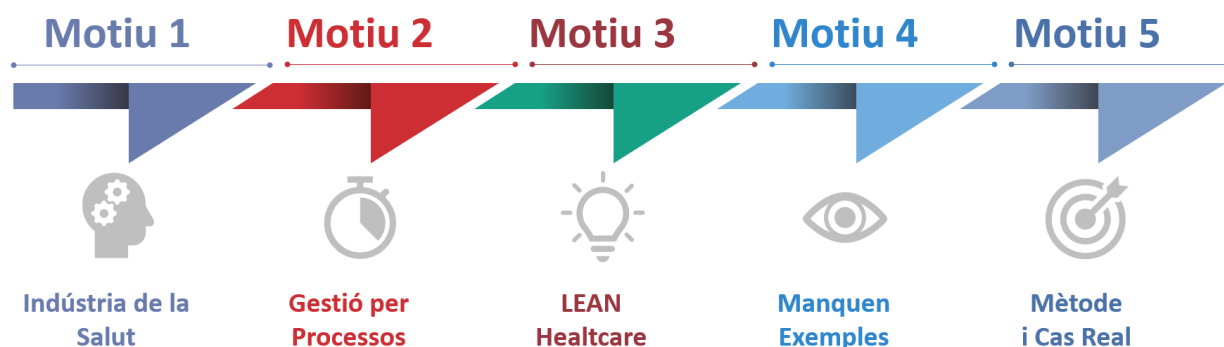 Motiu 1
Motiu 2
Motiu 3
Motiu 4
Motiu 5
Indústria de la
Salut
Gestió per
Processos
LEAN
Healtcare
Manquen
Exemples
Mètode
i Cas Real